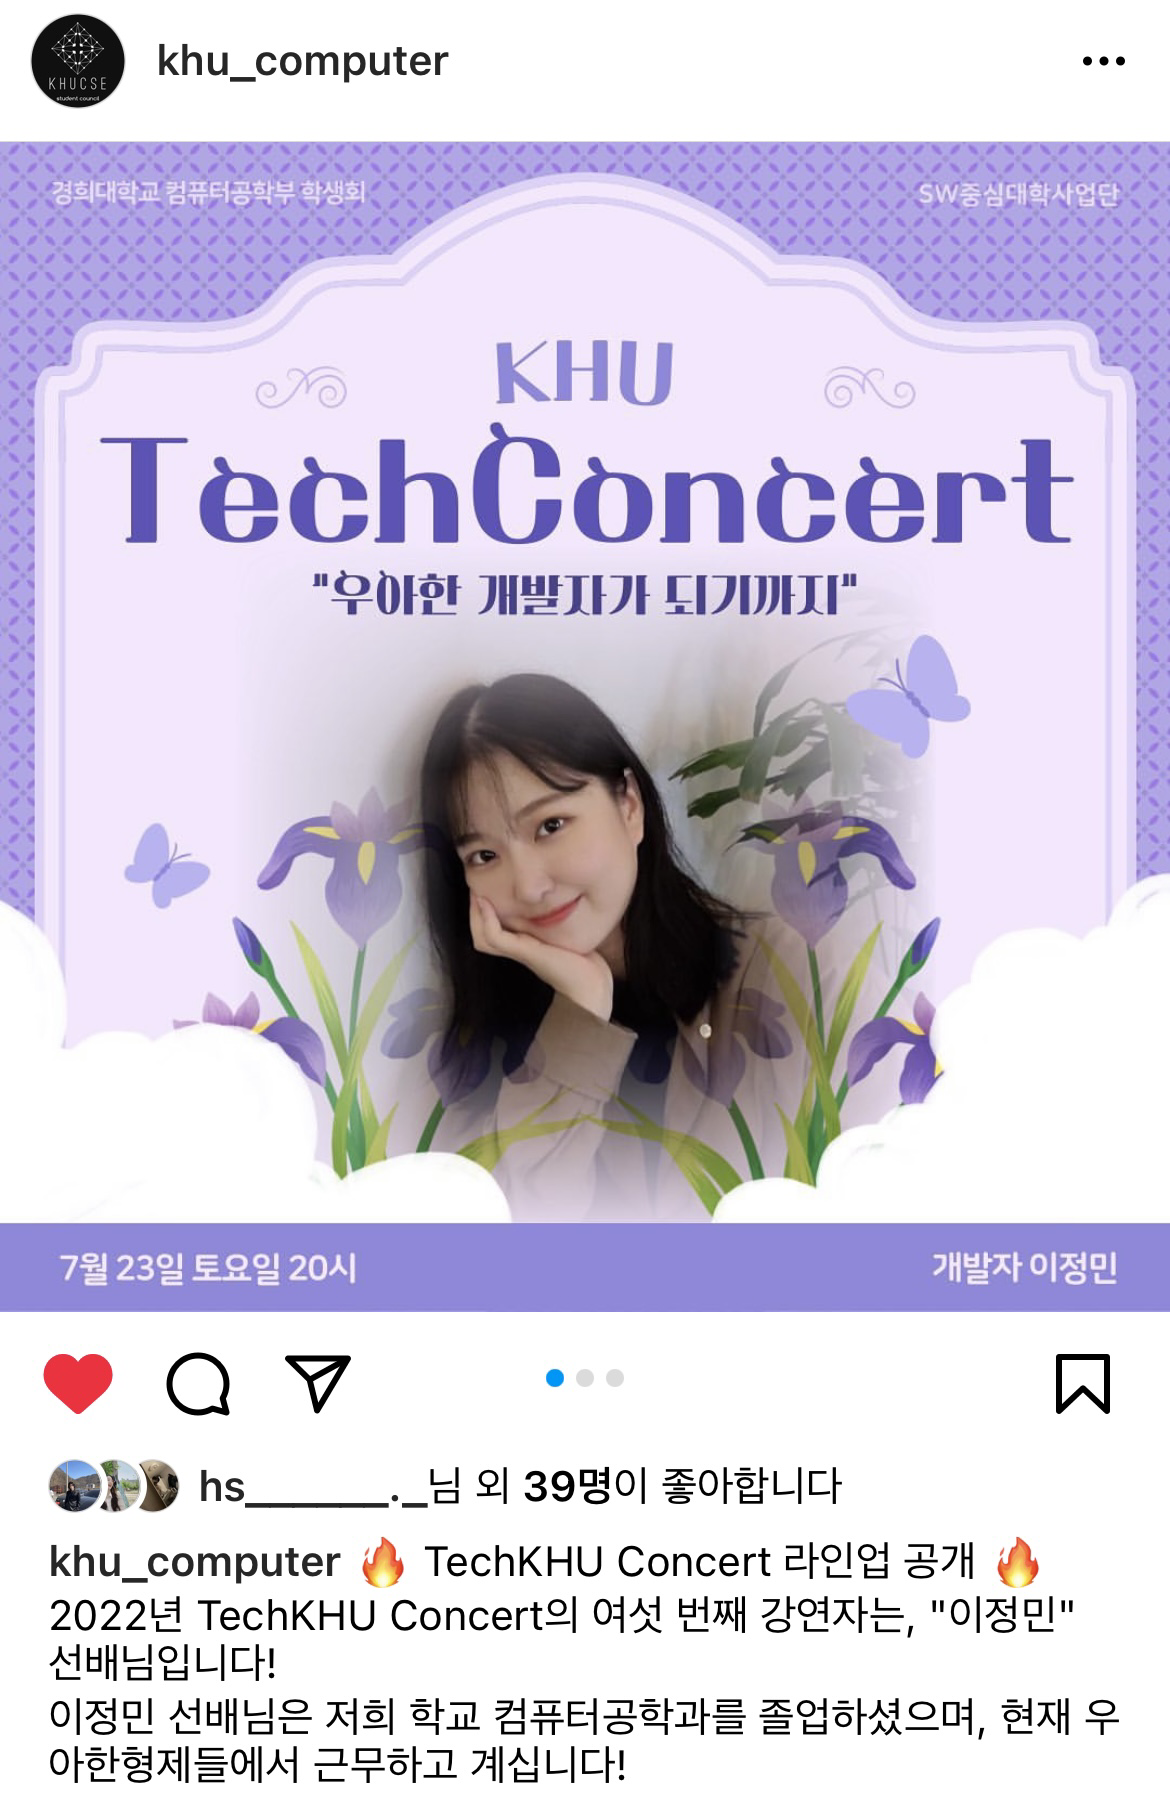 KHUCSE
student council
khu_computer
경희대학교 컴퓨터공학부 학생회
SW중심대학사업단
KHU
TechConcert
"우아한 개발자가 되기까지"
7월 23일 토요일 20시
개발자 이정민
hs______._님 외 39명이 좋아합니다
khu_computer 🔥 TechKHU Concert 라인업 공개 🔥
2022년 TechKHU Concert의 여섯 번째 강연자는, "이정민"
선배님입니다!
이정민 선배님은 저희 학교 컴퓨터공학과를 졸업하셨으며, 현재 우
아한형제들에서 근무하고 계십니다!